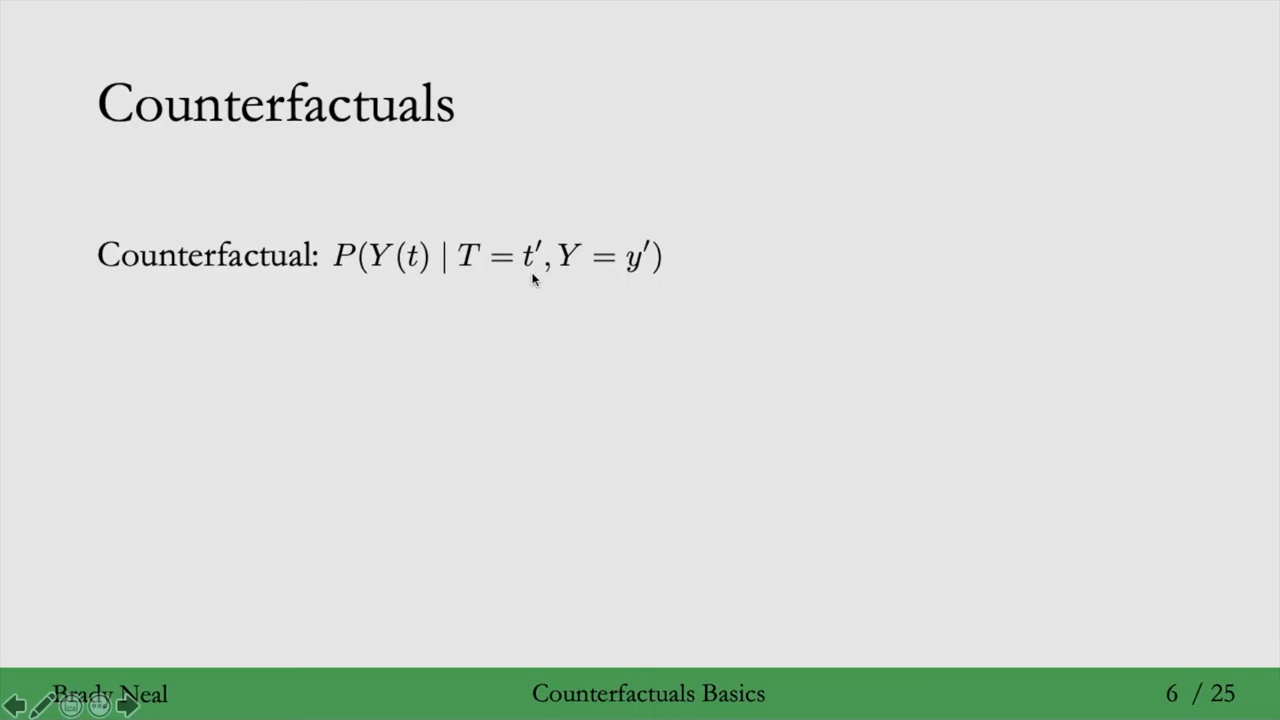 Counterfactuals
Counterfactual: P(Y(t) | T = t′, Y = y′)
Brady Neal
Counterfactuals Basics
6 / 25